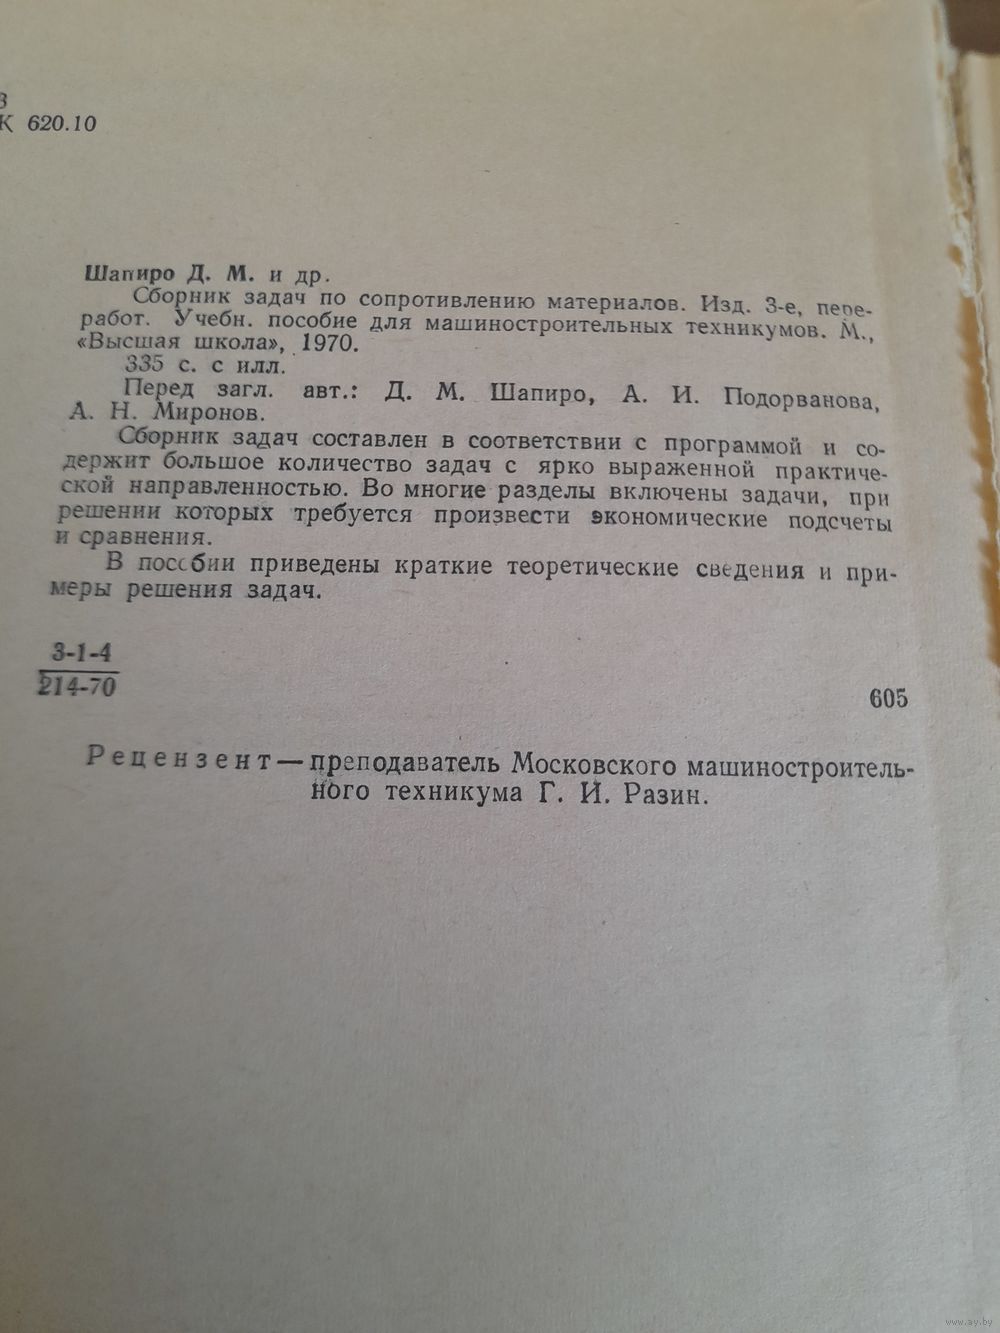 З
К 620.10
Шапиро Д. М. и др.
Сборник задач по сопротивлению материалов. Изд. 3-е, пере-
работ. Учебн. пособие для машиностроительных техникумов. М.,
«Высшая школа», 1970.
335 с. с илл.
Перед загл. авт.: Д. М. Шапиро, А. И. Подорванова,
А. Н. Миронов.
Сборник задач составлен в соответствии с программой и со-
держит большое количество задач с ярко выраженной практиче-
ской направленностью. Во многие разделы включены задачи, при
решении которых требуется произвести экономические подсчеты
и сравнения.
В пособии приведены краткие теоретические сведения и при-
меры решения задач.
3-1-4
214-70
605
Рецензент — преподаватель Московского машиностроитель-
ного техникума Г. И. Разин.
www.ay.by